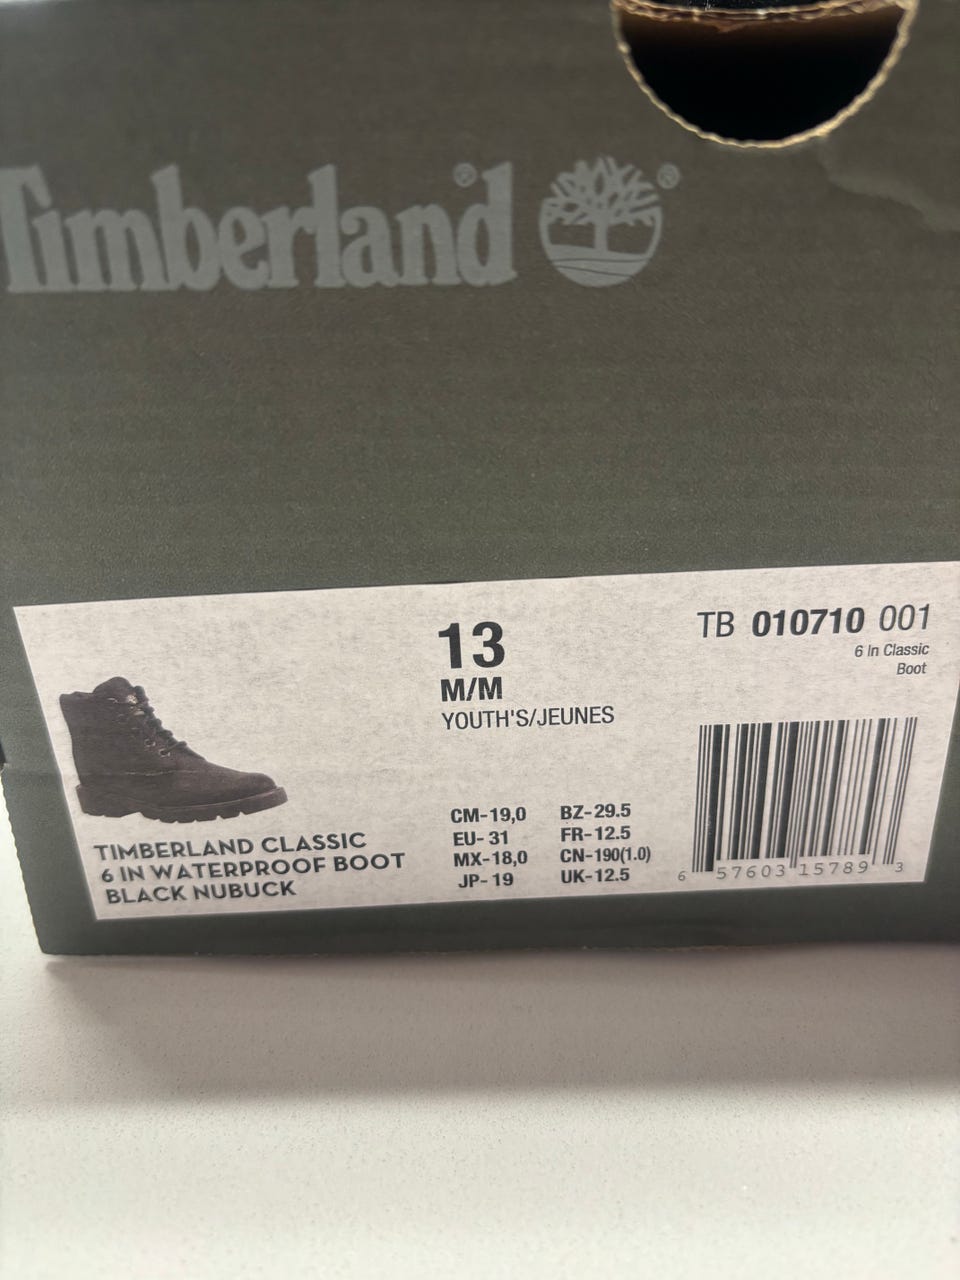 Timberland®
®
13
M/M
YOUTH'S/JEUNES
TB 010710 001
6 In Classic
Boot
TIMBERLAND CLASSIC
6 IN WATERPROOF BOOT
BLACK NUBUCK
CM-19,0 BZ-29.5
EU-31 FR-12.5
MX-18,0 CN-190(1.0)
JP-19 UK-12.5
6 57603 15789 3